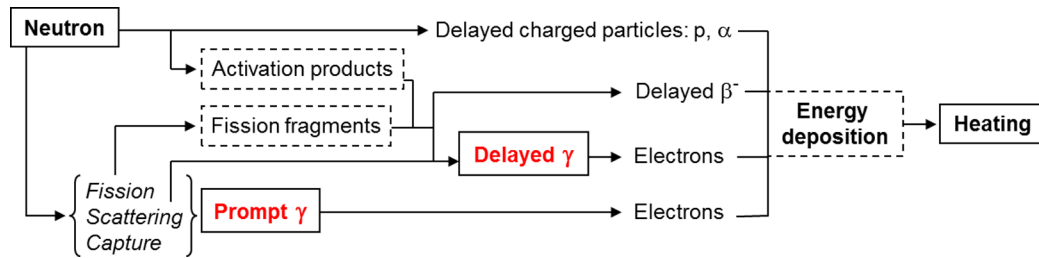 Neutron
Delayed charged particles: p, α
Activation products
Delayed β-
Fission fragments
Energy
deposition
Heating
Delayed γ
Electrons
Fission
Scattering
Capture
Prompt γ
Electrons